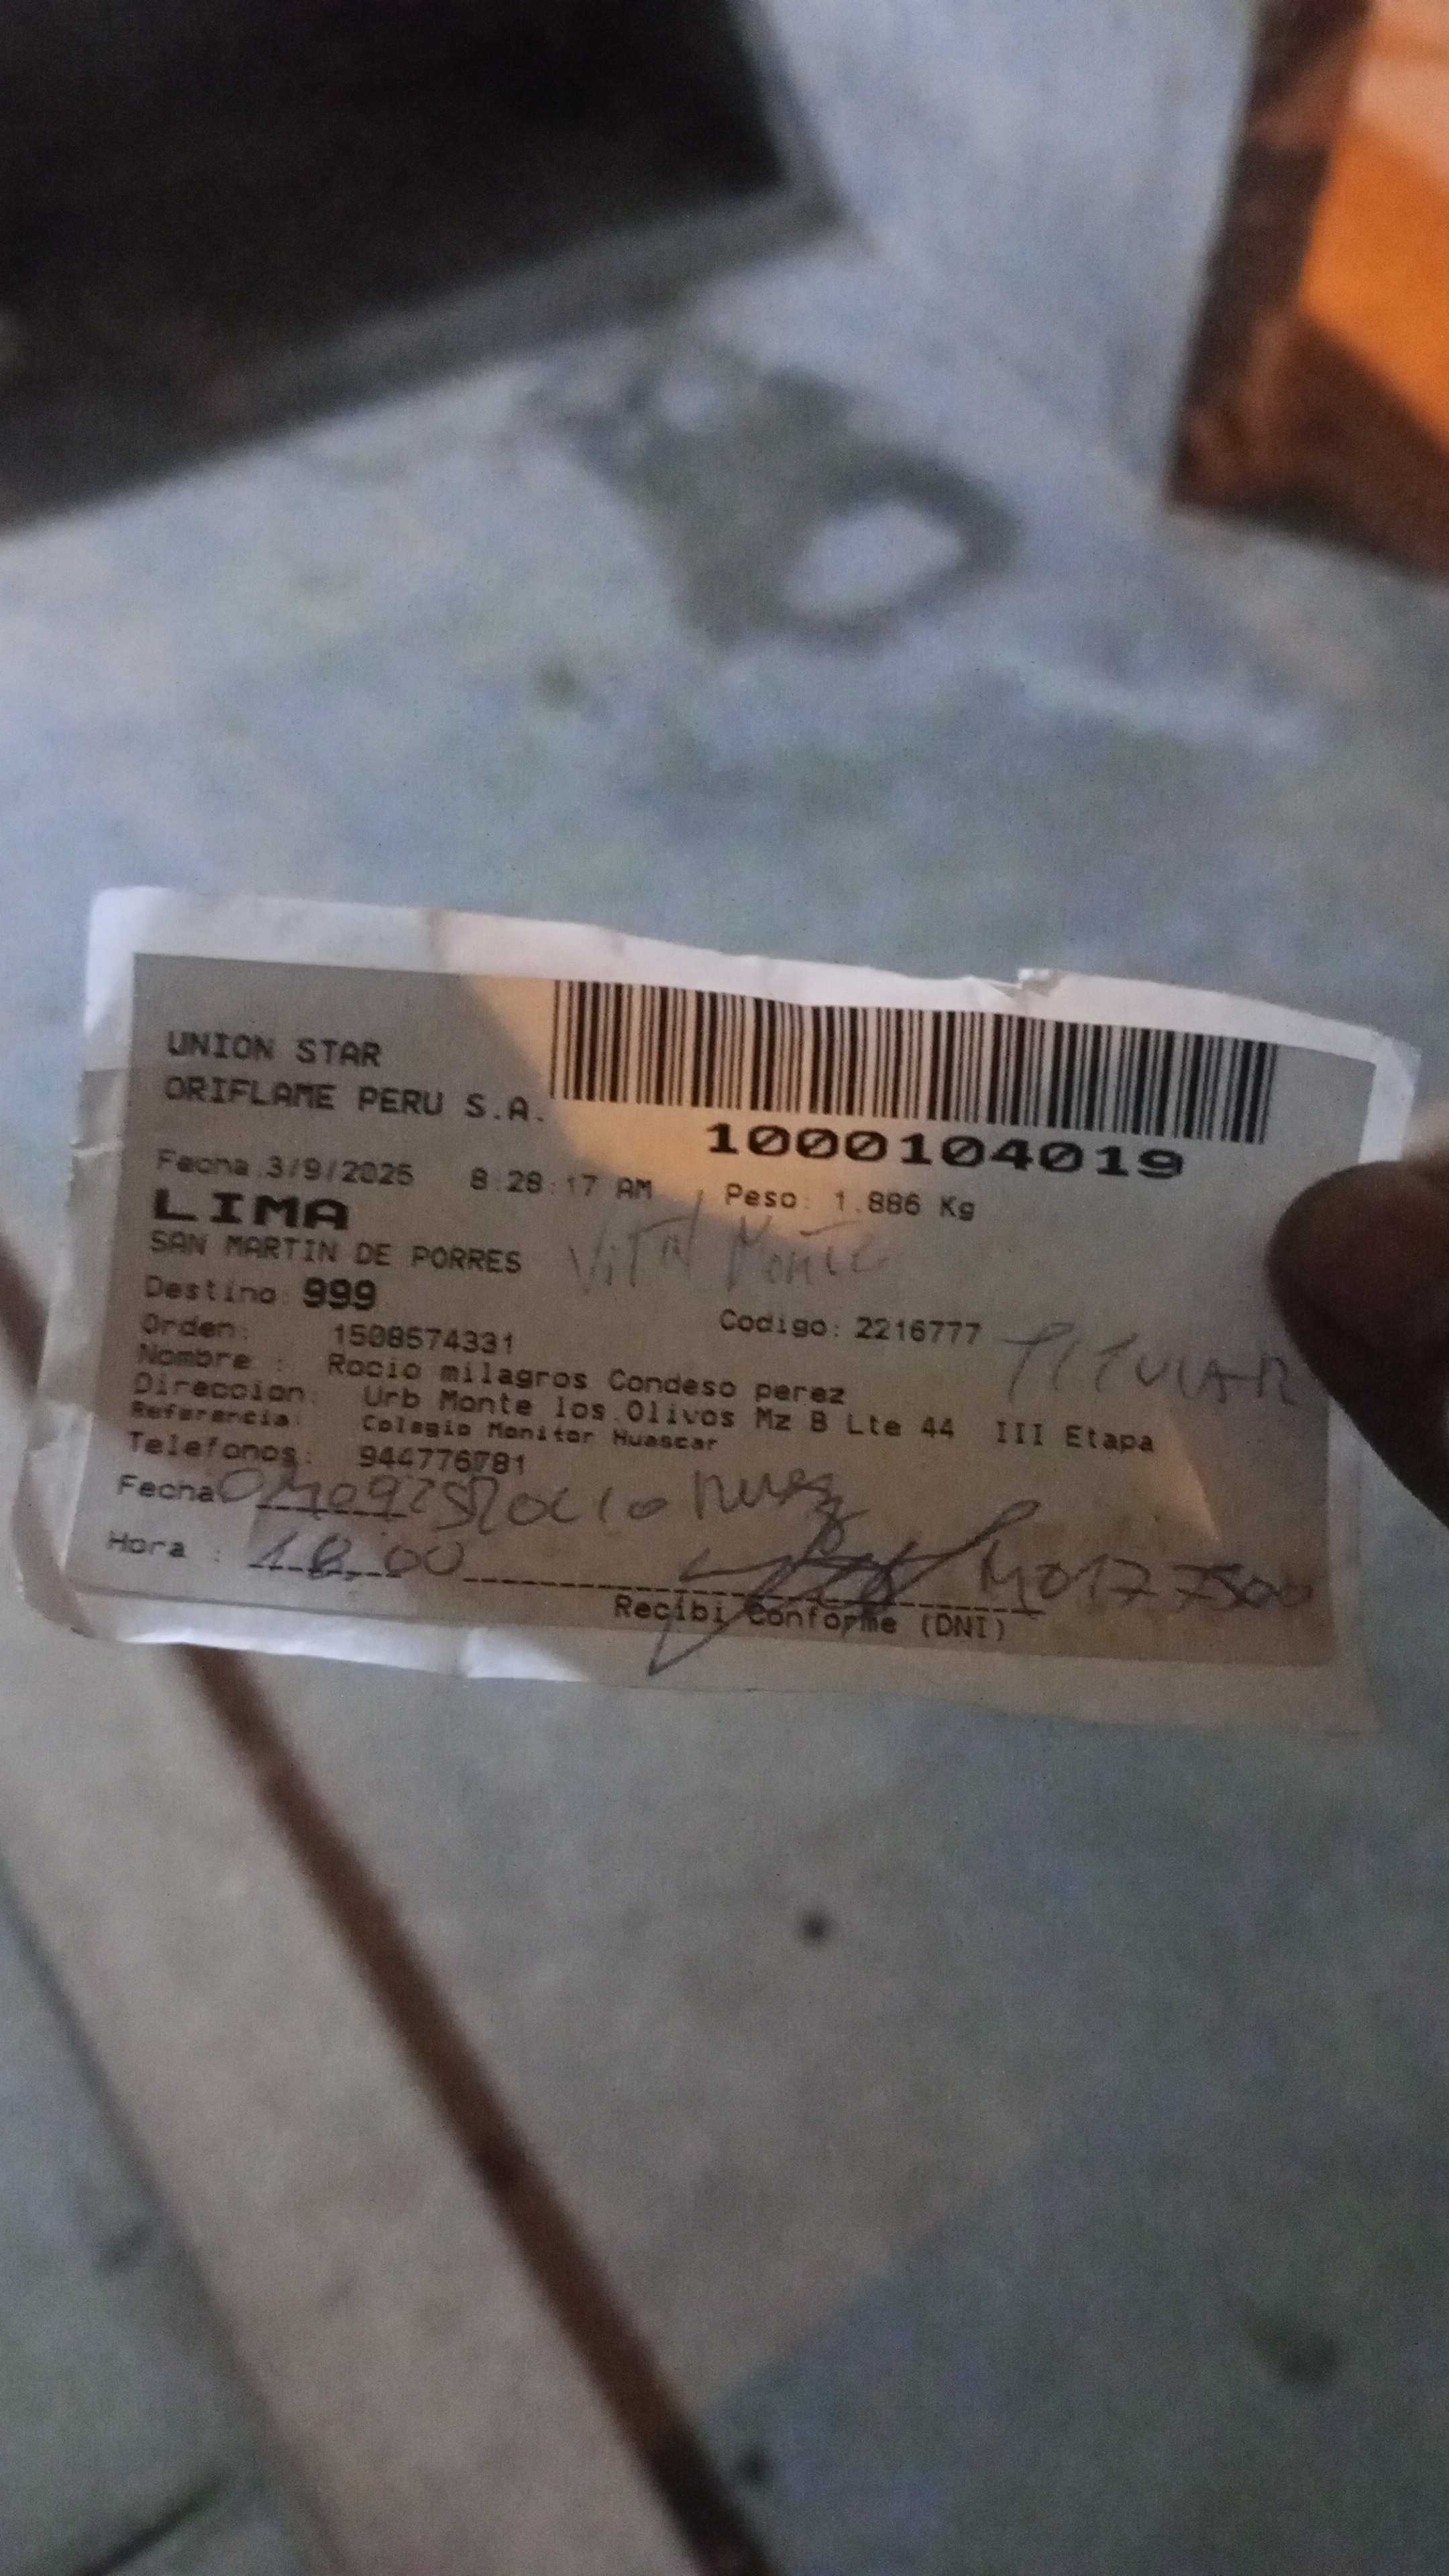 UNION STAR
ORIFLAME PERU S.A.
1000104019
Fecha 3/9/2025 8:28:17 AM Peso: 1.886 Kg
LIMA
SAN MARTIN DE PORRES
Destino: 999
Codigo: 2216777 TITULAR
Orden: 1508574331
Nombre : Rocio milagros Condeso perez
Direccion: Urb Monte los Olivos Mz B Lte 44 III Etapa
Referencia: Colegio Monitor Huascar
Telefonos: 944776781
Fecha Rocio
Hora : 18.00
Recibi Conforme (DNI)